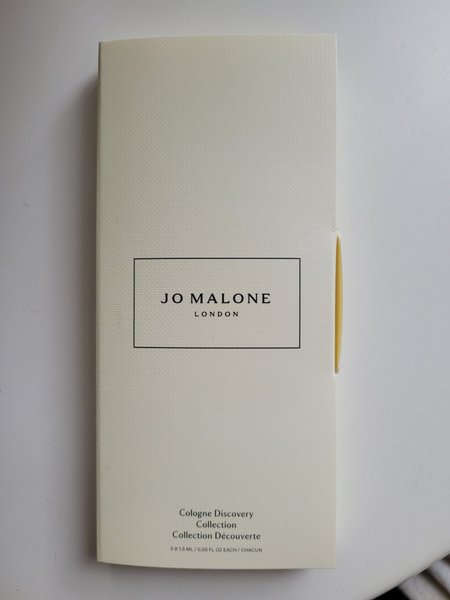 JO MALONE
LONDON
Cologne Discovery
Collection
Collection Découverte
5 X 1.5 ML / 0.05 FL OZ EACH / CHACUN